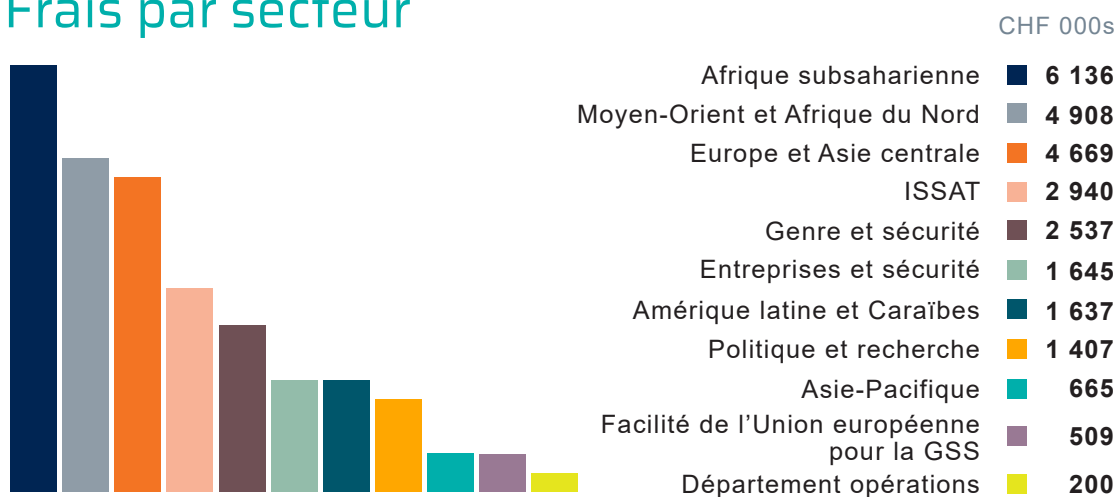 Frais par secteur
CHF 000s
Afrique subsaharienne 6 136
Moyen-Orient et Afrique du Nord 4 908
Europe et Asie centrale 4 669
ISSAT 2 940
Genre et sécurité 2 537
Entreprises et sécurité 1 645
Amérique latine et Caraïbes 1 637
Politique et recherche 1 407
Asie-Pacifique 665
Facilité de l’Union européenne
pour la GSS 509
Département opérations 200